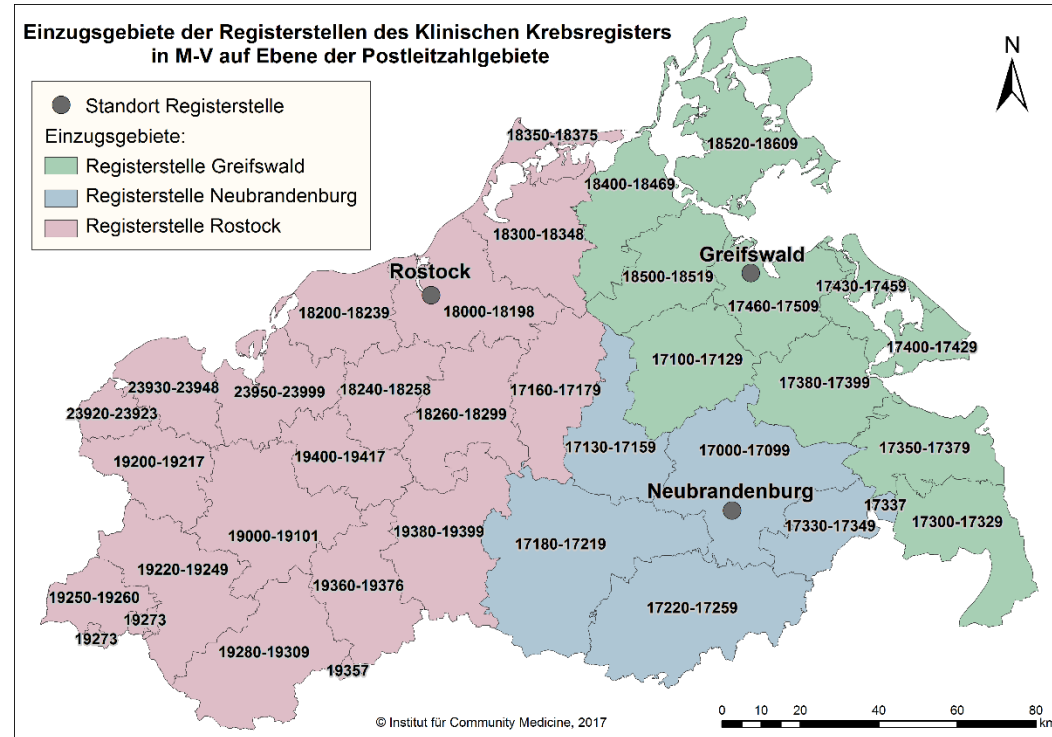 Einzugsgebiete der Registerstellen des Klinischen Krebsregisters
in M-V auf Ebene der Postleitzahlgebiete
N
Standort Registerstelle
Einzugsgebiete:
Registerstelle Greifswald
Registerstelle Neubrandenburg
Registerstelle Rostock
18350-18375
18520-18609
18400-18469
18300-18348
Greifswald
Rostock
18500-18519
17430-17459
18200-18239
18000-18198
17460-17509
17400-17429
17100-17129
23930-23948
23950-23999
18240-18258
17160-17179
17380-17399
23920-23923
18260-18299
17130-17159
17000-17099
17350-17379
19200-19217
19400-19417
Neubrandenburg
17337
19000-19101
19380-19399
17180-17219
17330-17349
17300-17329
19220-19249
19360-19376
19250-19260
17220-17259
19273
19273
19280-19309
19357
© Institut für Community Medicine, 2017
0 5 10 20 40 60 80
km